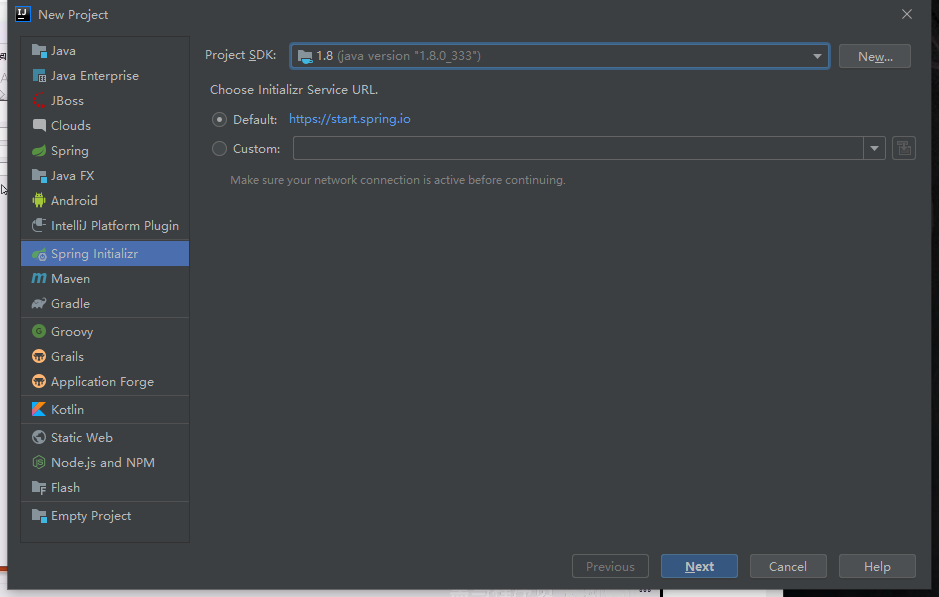 New Project
Java
Java Enterprise
JBoss
Clouds
Spring
Java FX
Android
IntelliJ Platform Plugin
Spring Initializr
Maven
Gradle
Groovy
Grails
Application Forge
Kotlin
Static Web
Node.js and NPM
Flash
Empty Project
Project SDK: 1.8 (java version "1.8.0_333") New...
Choose Initializr Service URL.
Default: https://start.spring.io
Custom:
Make sure your network connection is active before continuing.
Previous Next Cancel Help